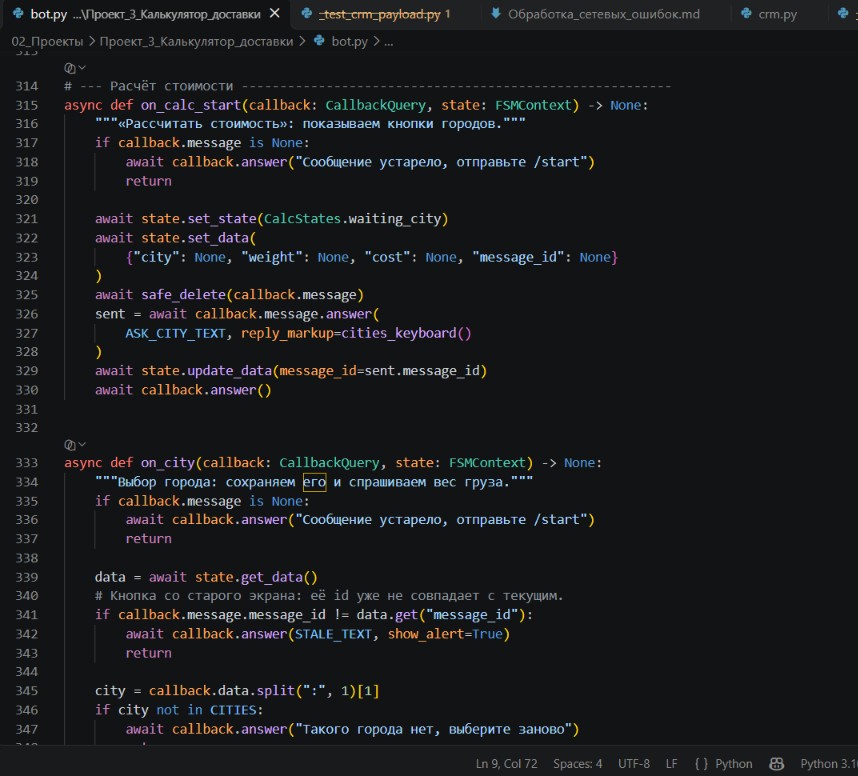 bot.py ...\Проект_3_Калькулятор_доставки
_test_crm_payload.py 1
Обработка_сетевых_ошибок.md
crm.py
02_Проекты > Проект_3_Калькулятор_доставки > bot.py > ...
314 # --- Расчёт стоимости --------------------------------------------------------
315 async def on_calc_start(callback: CallbackQuery, state: FSMContext) -> None:
316 """«Рассчитать стоимость»: показываем кнопки городов."""
317 if callback.message is None:
318 await callback.answer("Сообщение устарело, отправьте /start")
319 return
320
321 await state.set_state(CalcStates.waiting_city)
322 await state.set_data(
323 {"city": None, "weight": None, "cost": None, "message_id": None}
324 )
325 await safe_delete(callback.message)
326 sent = await callback.message.answer(
327 ASK_CITY_TEXT, reply_markup=cities_keyboard()
328 )
329 await state.update_data(message_id=sent.message_id)
330 await callback.answer()
331
332
333 async def on_city(callback: CallbackQuery, state: FSMContext) -> None:
334 """Выбор города: сохраняем его и спрашиваем вес груза."""
335 if callback.message is None:
336 await callback.answer("Сообщение устарело, отправьте /start")
337 return
338
339 data = await state.get_data()
340 # Кнопка со старого экрана: её id уже не совпадает с текущим.
341 if callback.message.message_id != data.get("message_id"):
342 await callback.answer(STALE_TEXT, show_alert=True)
343 return
344
345 city = callback.data.split(":", 1)[1]
346 if city not in CITIES:
347 await callback.answer("Такого города нет, выберите заново")
Ln 9, Col 72 Spaces: 4 UTF-8 LF { } Python Python 3.1